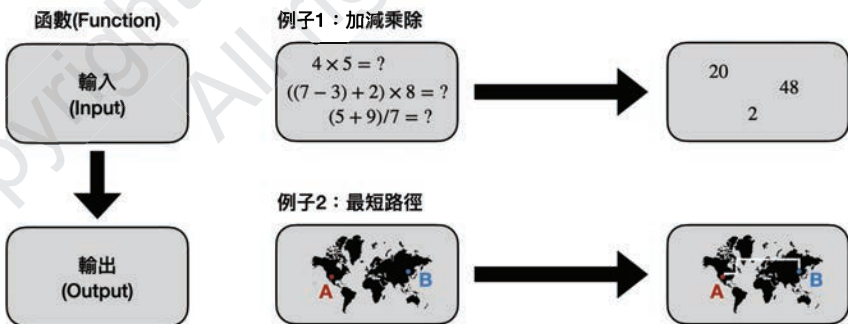 函數(Function)
輸入
(Input)
輸出
(Output)
例子1：加減乘除
4 × 5 = ?
((7 − 3) + 2) × 8 = ?
(5 + 9)/7 = ?
20
48
2
例子2：最短路徑
A
B
A
B